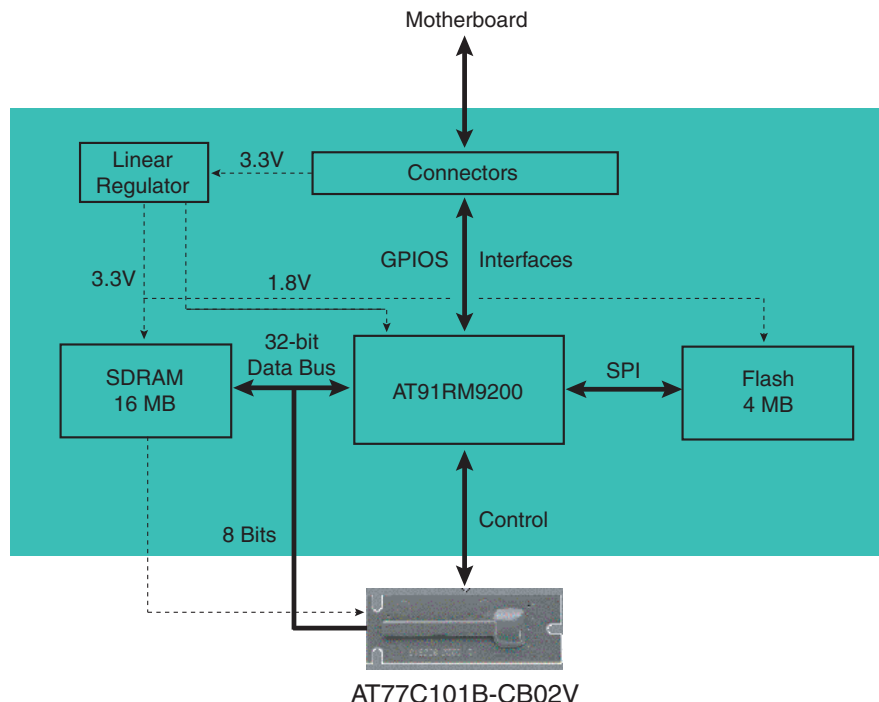 Motherboard
Linear
Regulator
3.3V
Connectors
GPIOS
Interfaces
3.3V
1.8V
32-bit
Data Bus
SDRAM
16 MB
AT91RM9200
SPI
Flash
4 MB
8 Bits
Control
AT77C101B-CB02V